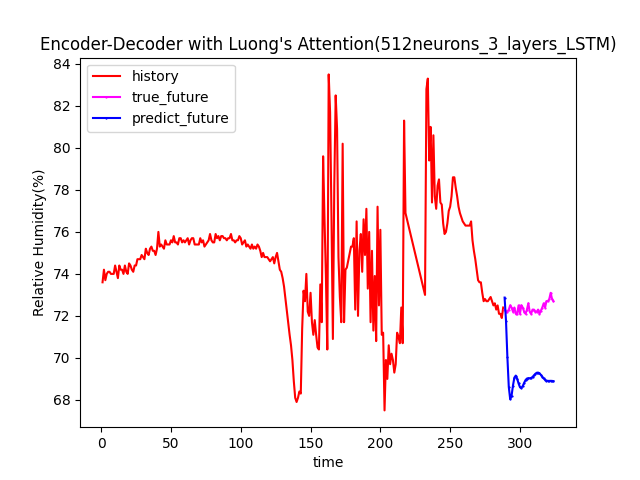 Encoder-Decoder with Luong's Attention(512neurons_3_layers_LSTM)
history
true_future
predict_future
Relative Humidity(%)
84
82
80
78
76
74
72
70
68
0 50 100 150 200 250 300
time